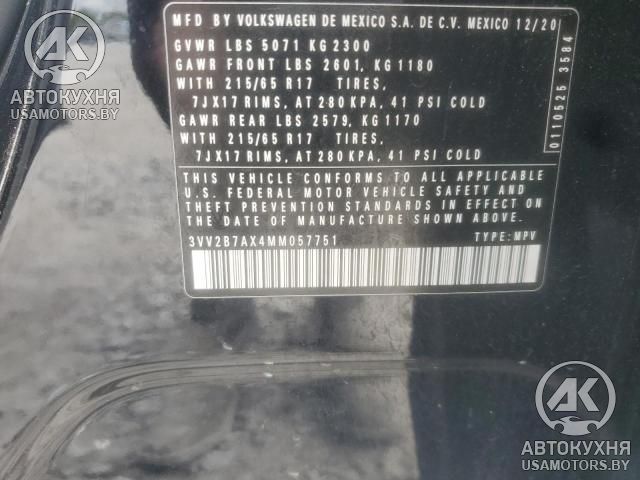 MFD BY VOLKSWAGEN DE MEXICO S.A. DE C.V. MEXICO 12/20
GVWR LBS 5071 KG 2300
GAWR FRONT LBS 2601, KG 1180
WITH 215/65 R17 TIRES,
7JX17 RIMS, AT 280 KPA, 41 PSI COLD
GAWR REAR LBS 2579, KG 1170
WITH 215/65 R17 TIRES,
7JX17 RIMS, AT 280 KPA, 41 PSI COLD
THIS VEHICLE CONFORMS TO ALL APPLICABLE
U.S. FEDERAL MOTOR VEHICLE SAFETY AND
THEFT PREVENTION STANDARDS IN EFFECT ON
THE DATE OF MANUFACTURE SHOWN ABOVE.
3VV2B7AX4MM057751 TYPE: MPV
0110525 3584
АК
АВТОКУХНЯ
USAMOTORS.BY
АК
АВТОКУХНЯ
USAMOTORS.BY